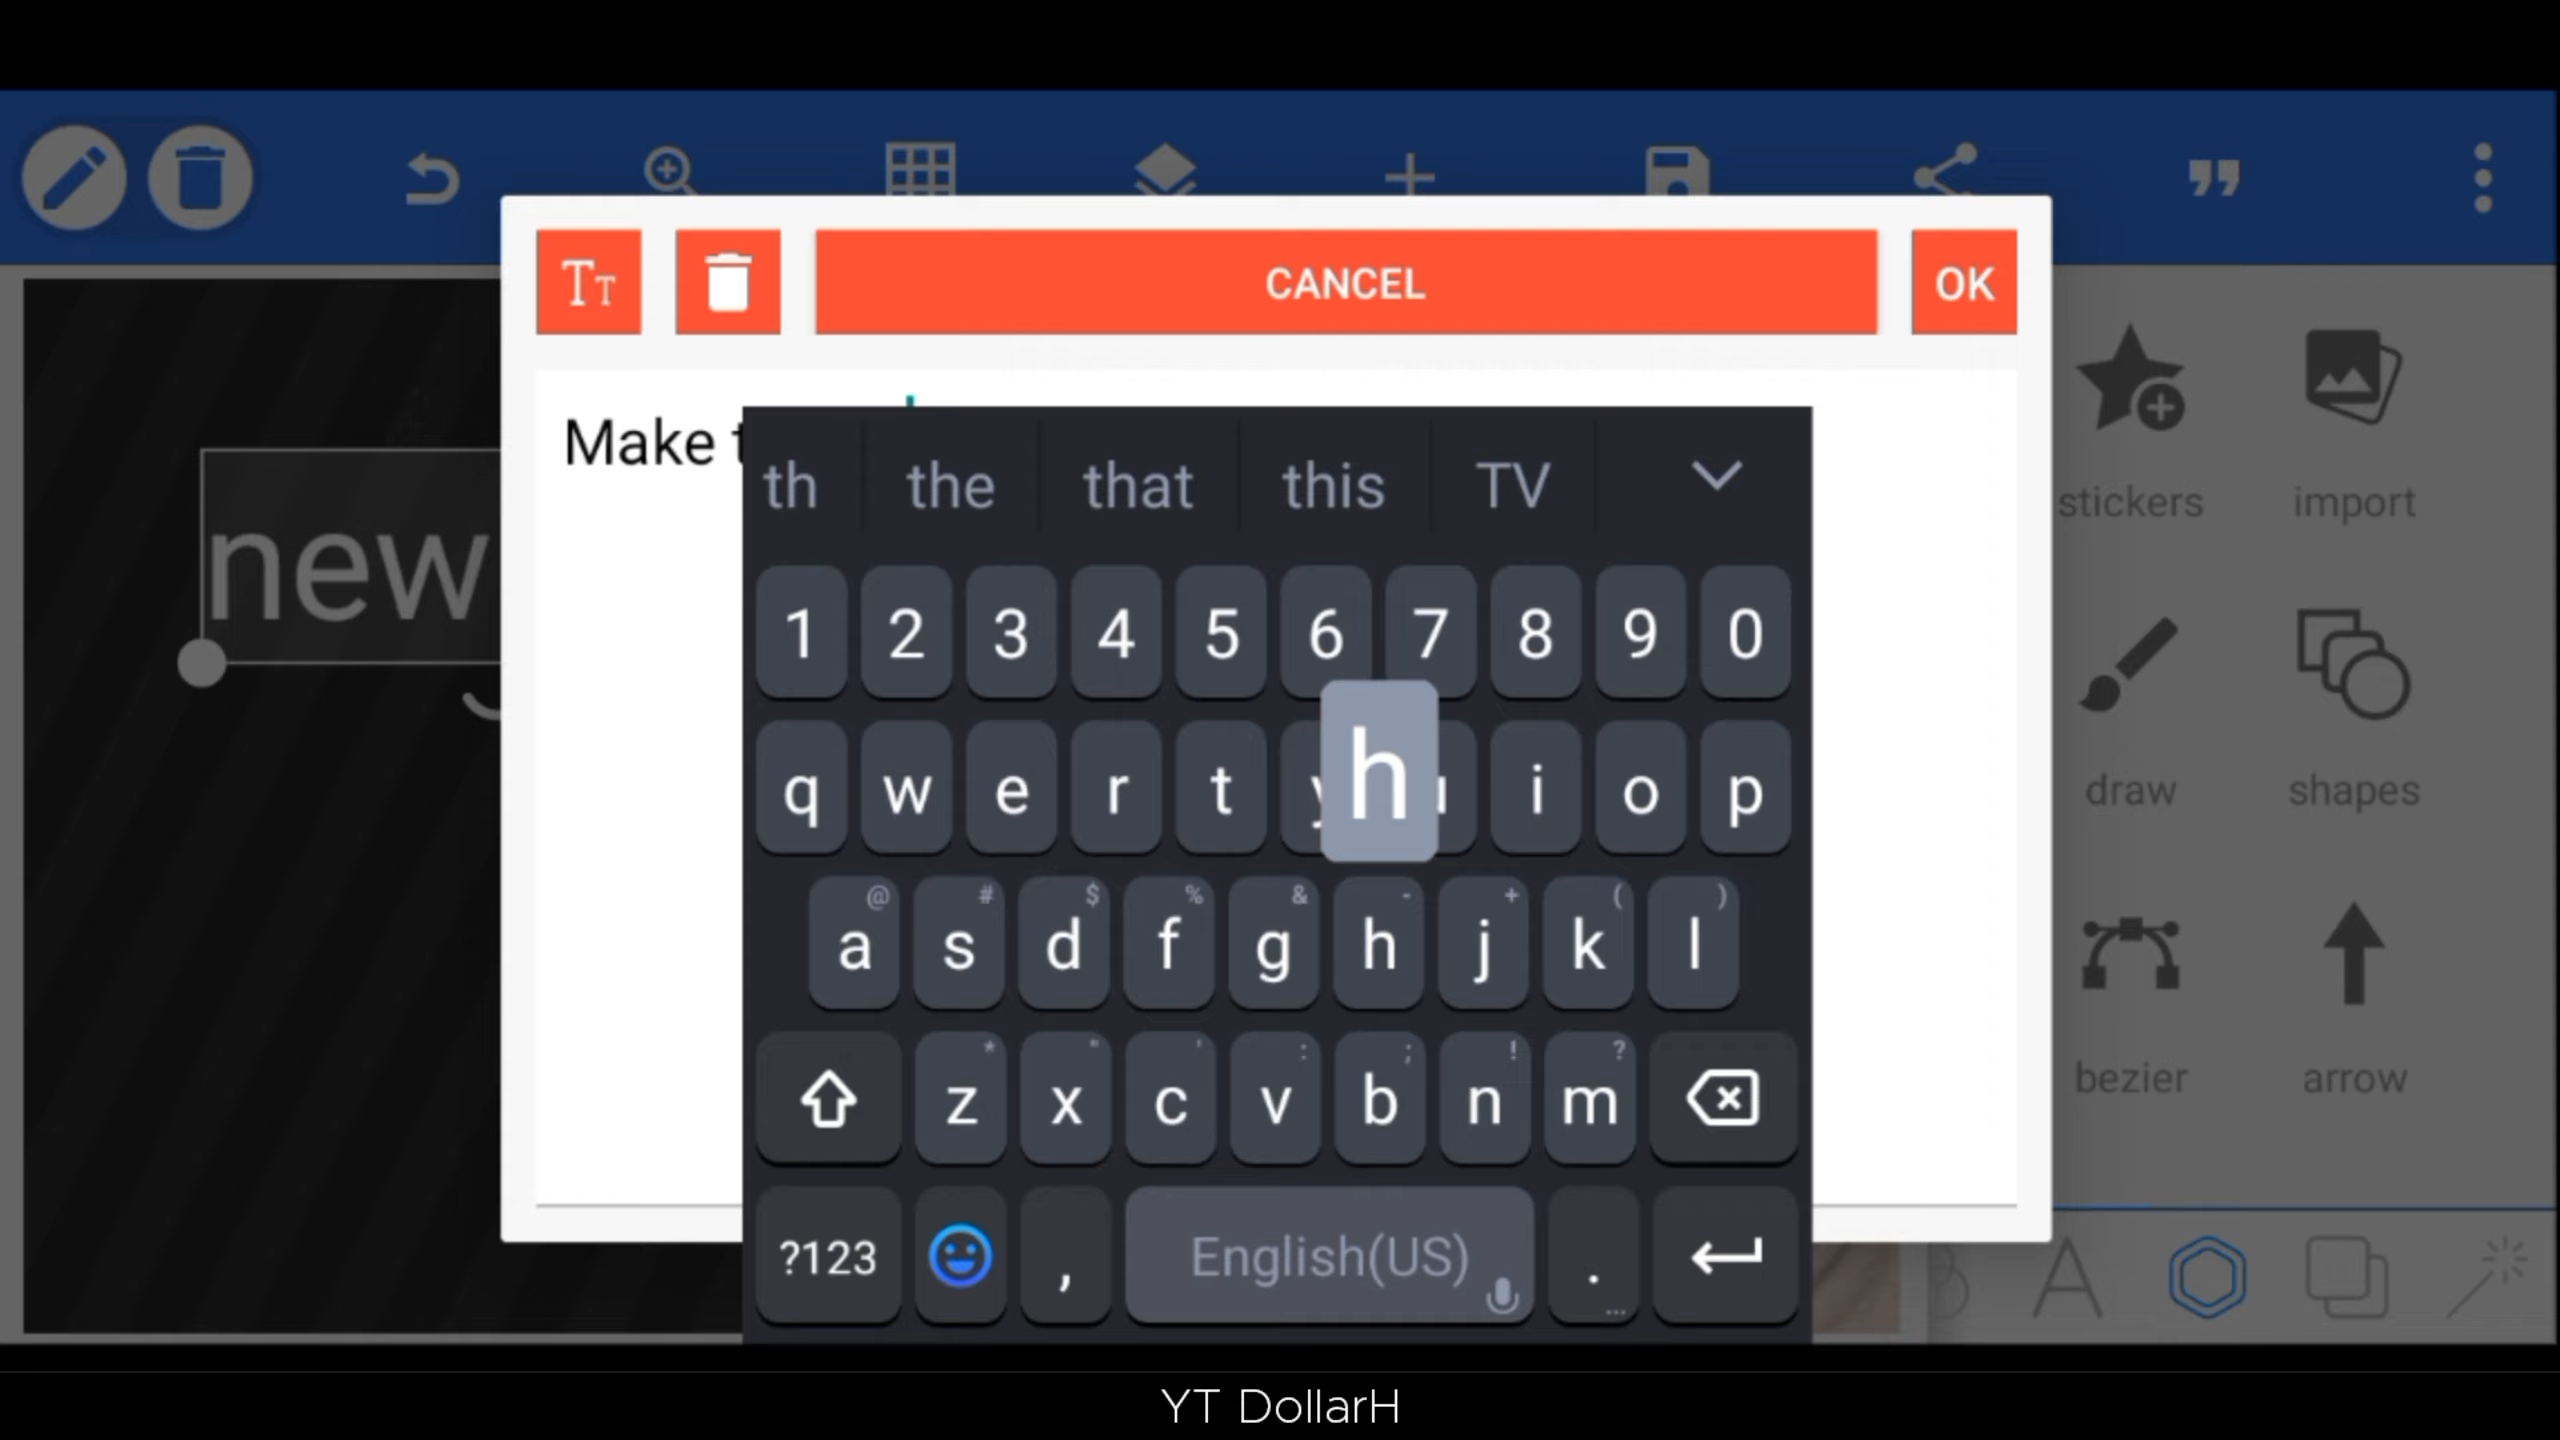 Tт
CANCEL
OK
Make t
new
th the that this TV
1 2 3 4 5 6 7 8 9 0
q w e r t y h u i o p
@ # $ % & - + ( )
a s d f g h j k l
* " ' : ; ! ?
z x c v b n m
?123 , English(US) . ...
stickers import
draw shapes
bezier arrow
A
YT DollarH